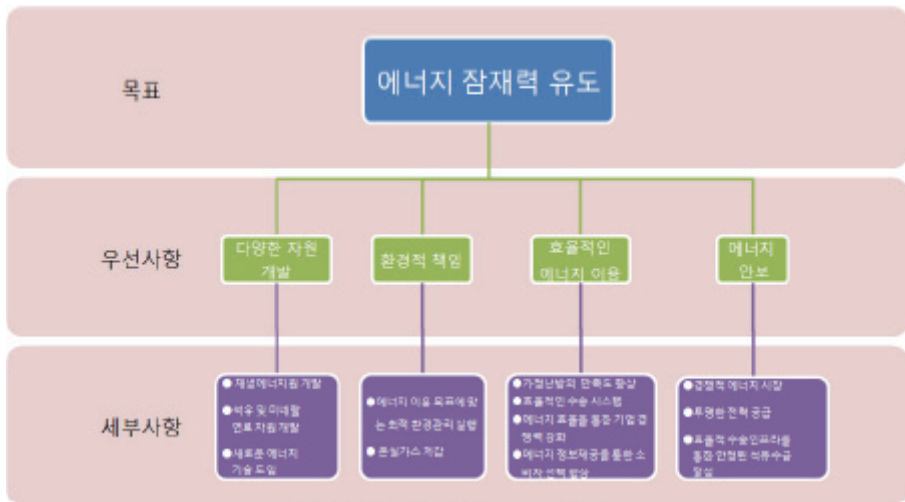 목표
에너지 잠재력 유도
우선사항
다양한 자원
개발
환경적 책임
효율적인
에너지 이용
에너지
안보
세부사항
● 재생에너지원 개발
● 석유 및 미네랄
연료 자원 개발
● 새로운 에너지
기술 도입
● 에너지 이용 목표에 맞
는 최적 환경관리 실행
● 온실가스 저감
● 가정난방의 만족도 향상
● 효율적인 수송 시스템
● 에너지 효율을 통한 기업 경
쟁력 강화
● 에너지 정보제공을 통한 소
비자 선택 향상
● 경쟁적 에너지 시장
● 투명한 전력 공급
● 효율적 수송인프라를
통한 안정된 석유수급
달성